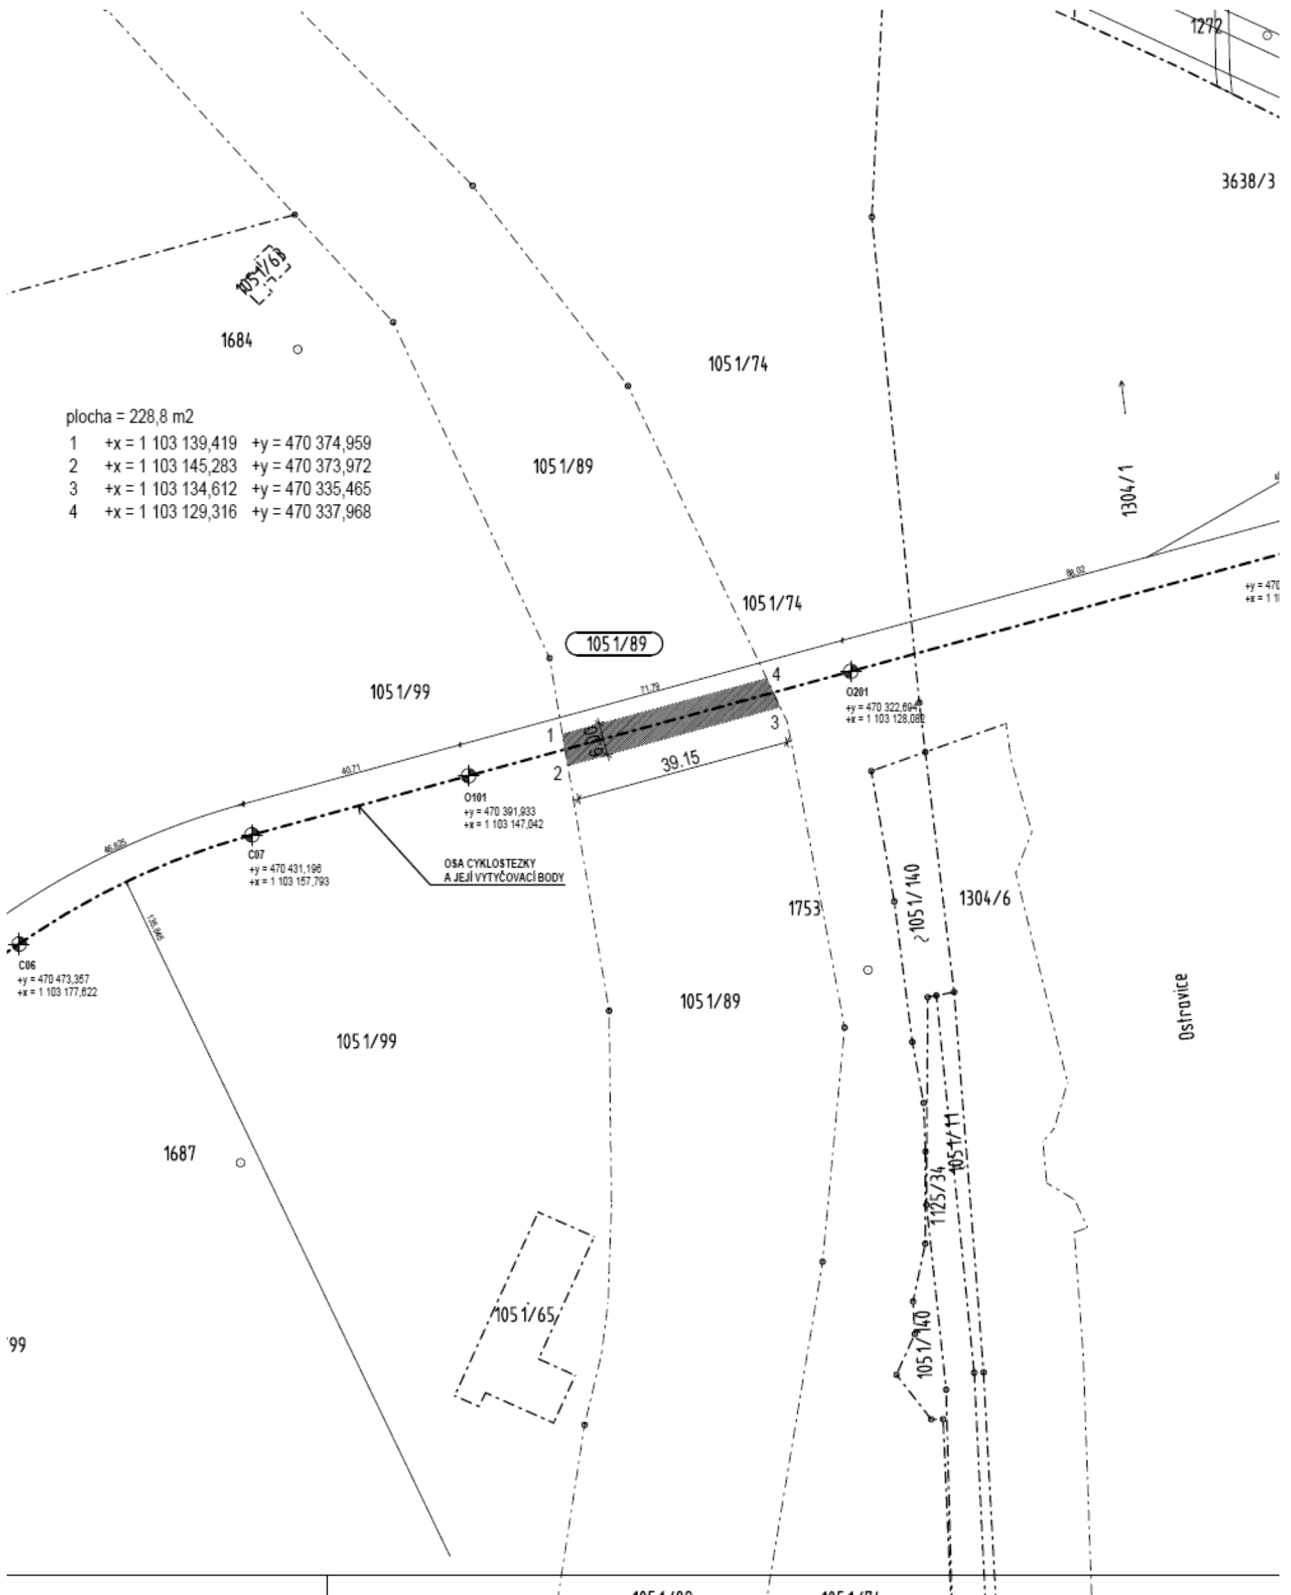 1272
3638/3
1051/63
1684
1051/74
plocha = 228,8 m2
1 +x = 1 103 139,419 +y = 470 374,959
2 +x = 1 103 145,283 +y = 470 373,972
3 +x = 1 103 134,612 +y = 470 335,465
4 +x = 1 103 129,316 +y = 470 337,968
1051/89
1304/1
+y = 470
1051/74
1051/89
1051/99
71,79
4
O201
+y = 470 322,694
3
1
6.00
39.15
2
40,71
O101
+y = 470 391,933
+x = 1 103 147,042
C07
+y = 470 431,196
+x = 1 103 157,793
OSA CYKLOSTEZKY
A JEJÍ VYTYČOVACÍ BODY
1753
1051/140
1304/6
C06
+y = 470 473,357
+x = 1 103 177,622
1051/89
Ostravice
1051/99
1051/11
1687
1125/34
1051/65
1051/140
99